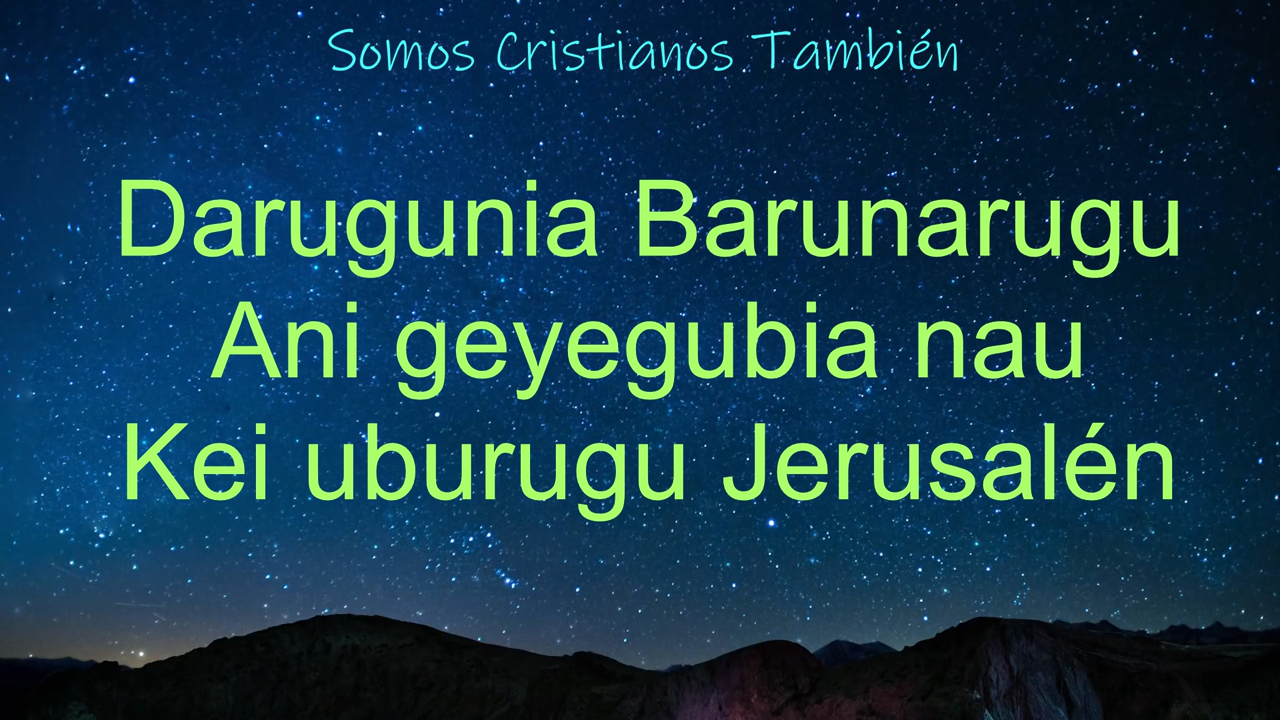 Somos Cristianos También
Darugunia Barunarugu
Ani geyegubia nau
Kei uburugu Jerusalén